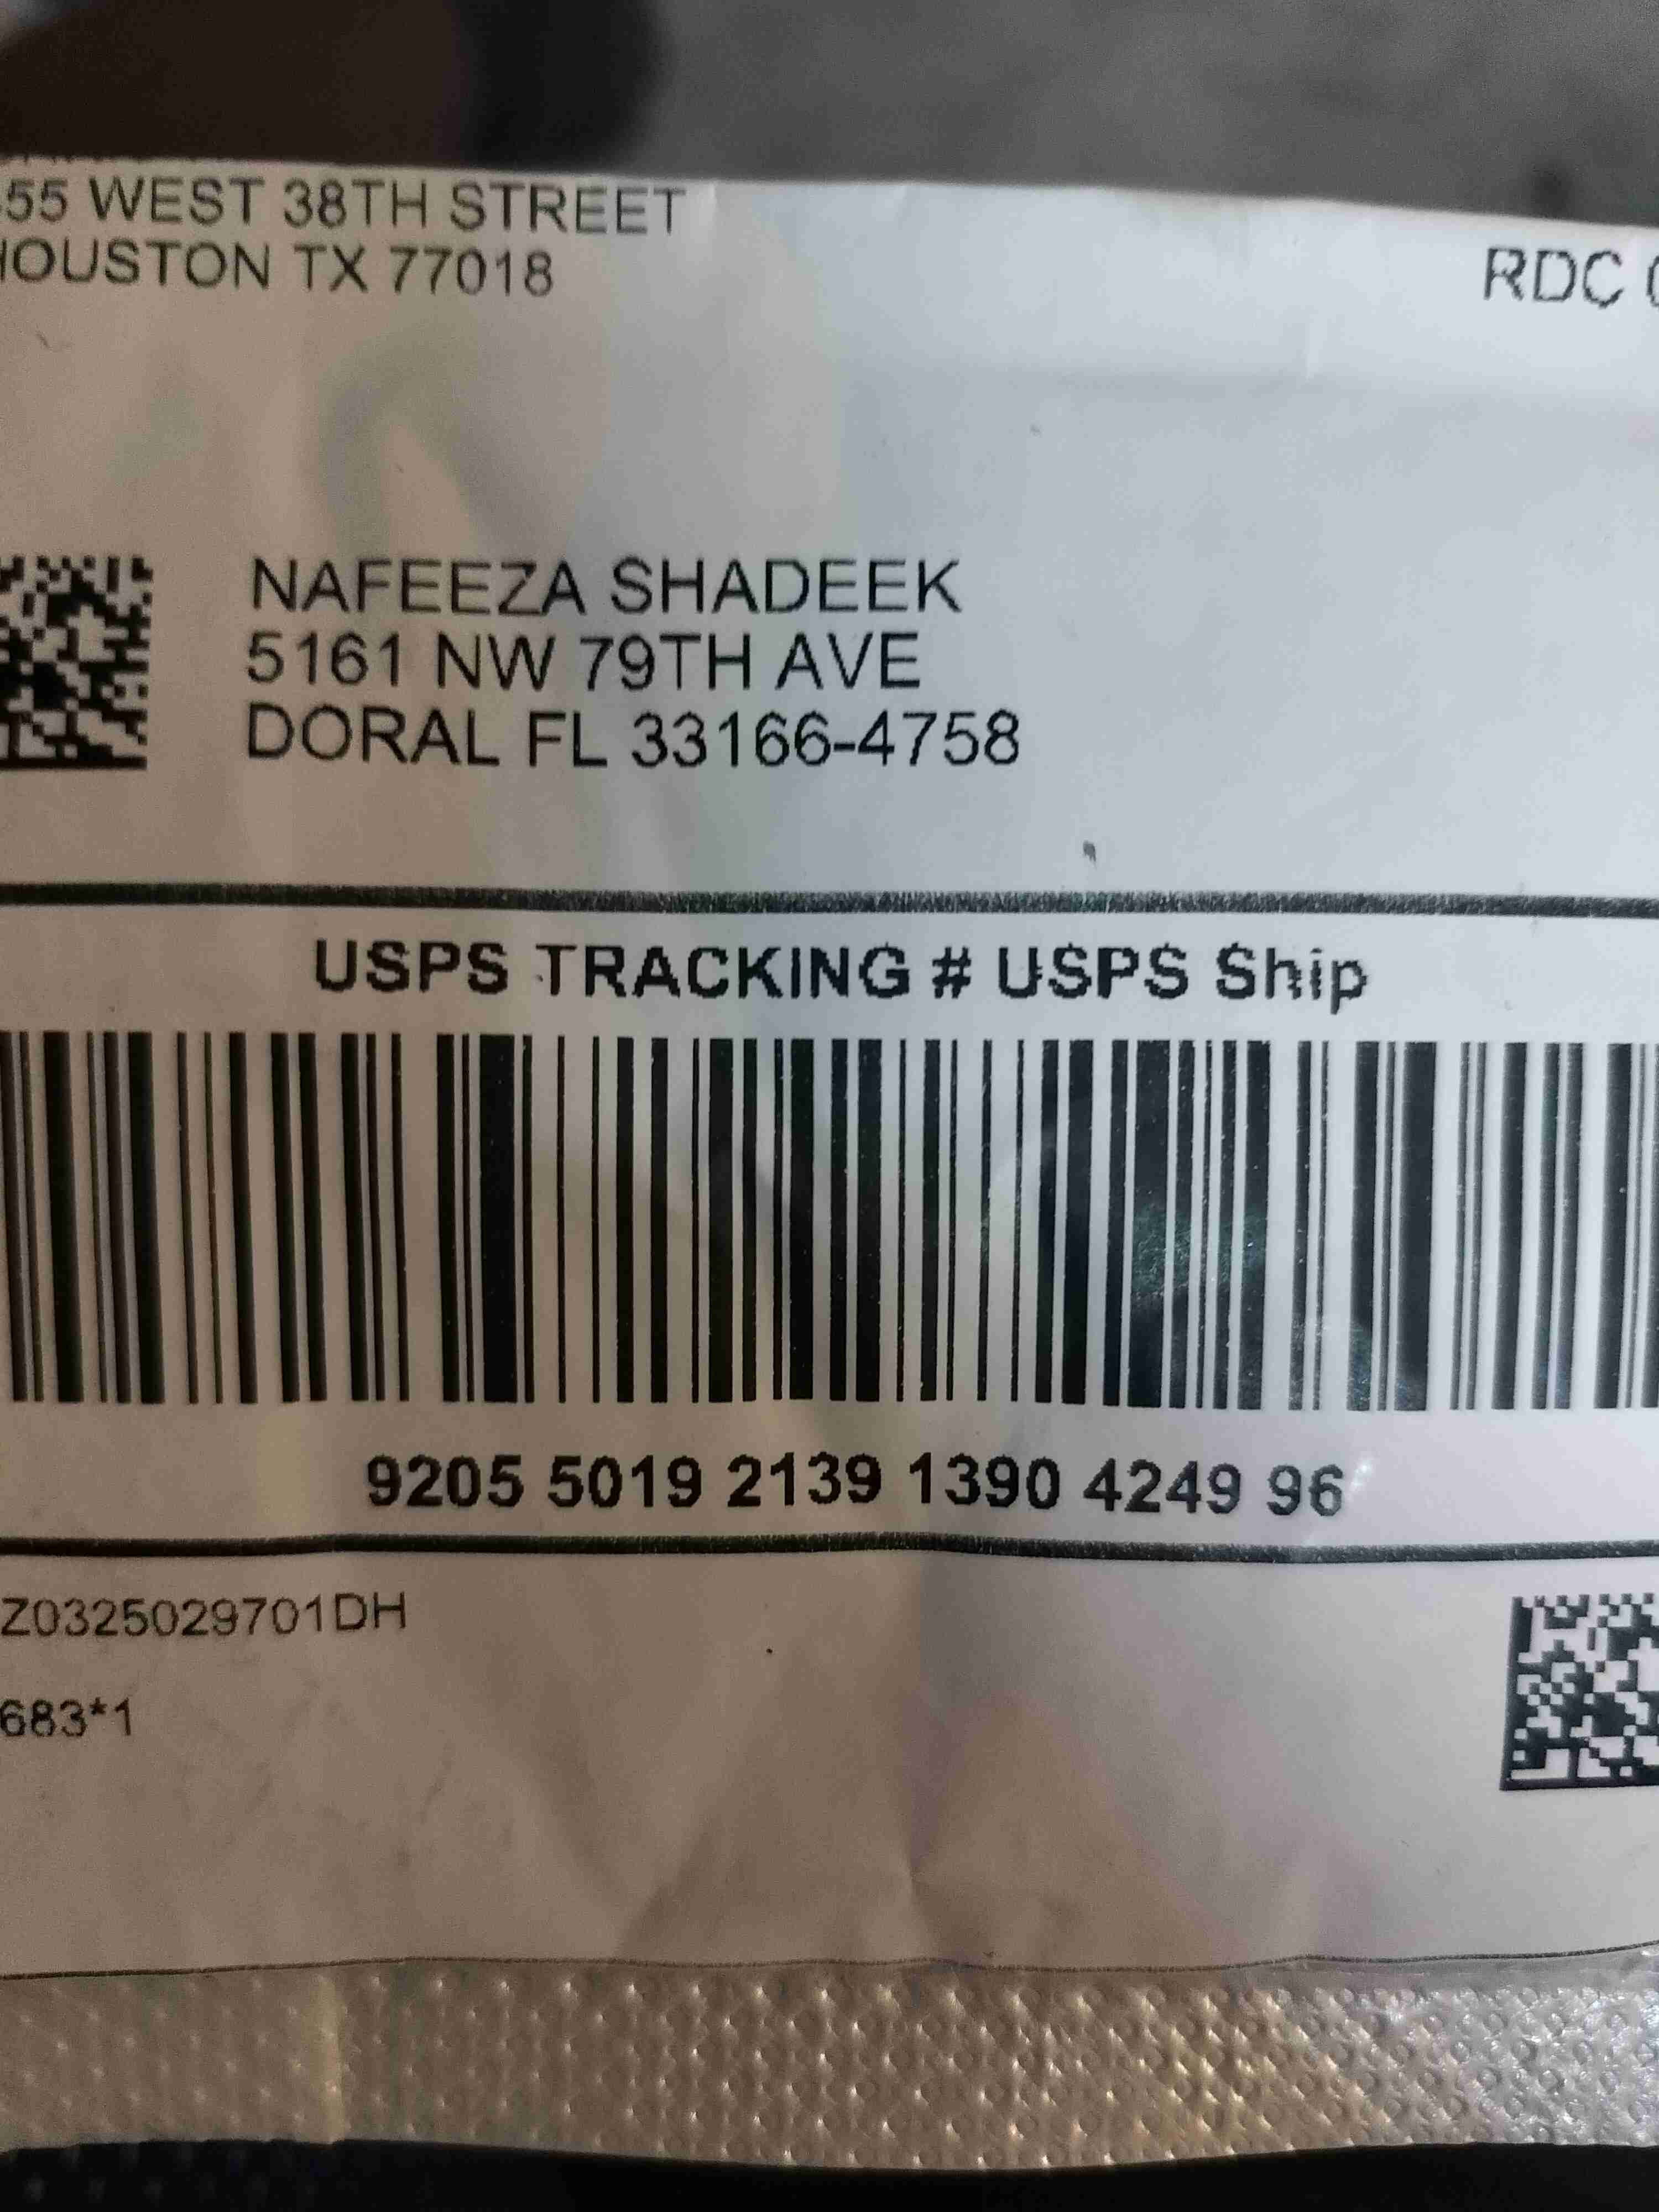 55 WEST 38TH STREET
HOUSTON TX 77018
RDC
NAFEEZA SHADEEK
5161 NW 79TH AVE
DORAL FL 33166-4758
USPS TRACKING # USPS Ship
9205 5019 2139 1390 4249 96
Z0325029701DH
683*1